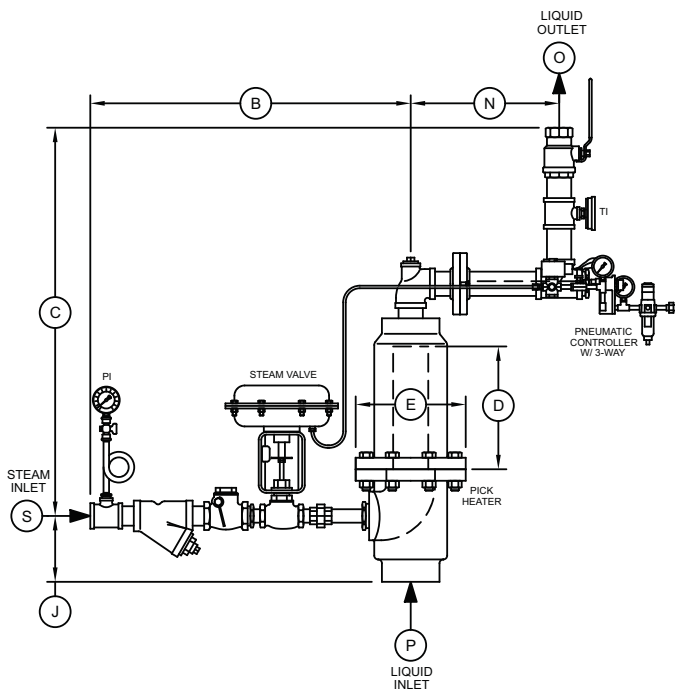 LIQUID
OUTLET
O
B
N
TI
C
PNEUMATIC
CONTROLLER
W/ 3-WAY
STEAM VALVE
PI
E
D
STEAM
INLET
S
PICK
HEATER
J
P
LIQUID
INLET